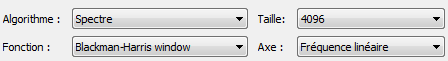 Algorithme : Spectre Taille: 4096
Fonction : Blackman-Harris window Axe : Fréquence linéaire